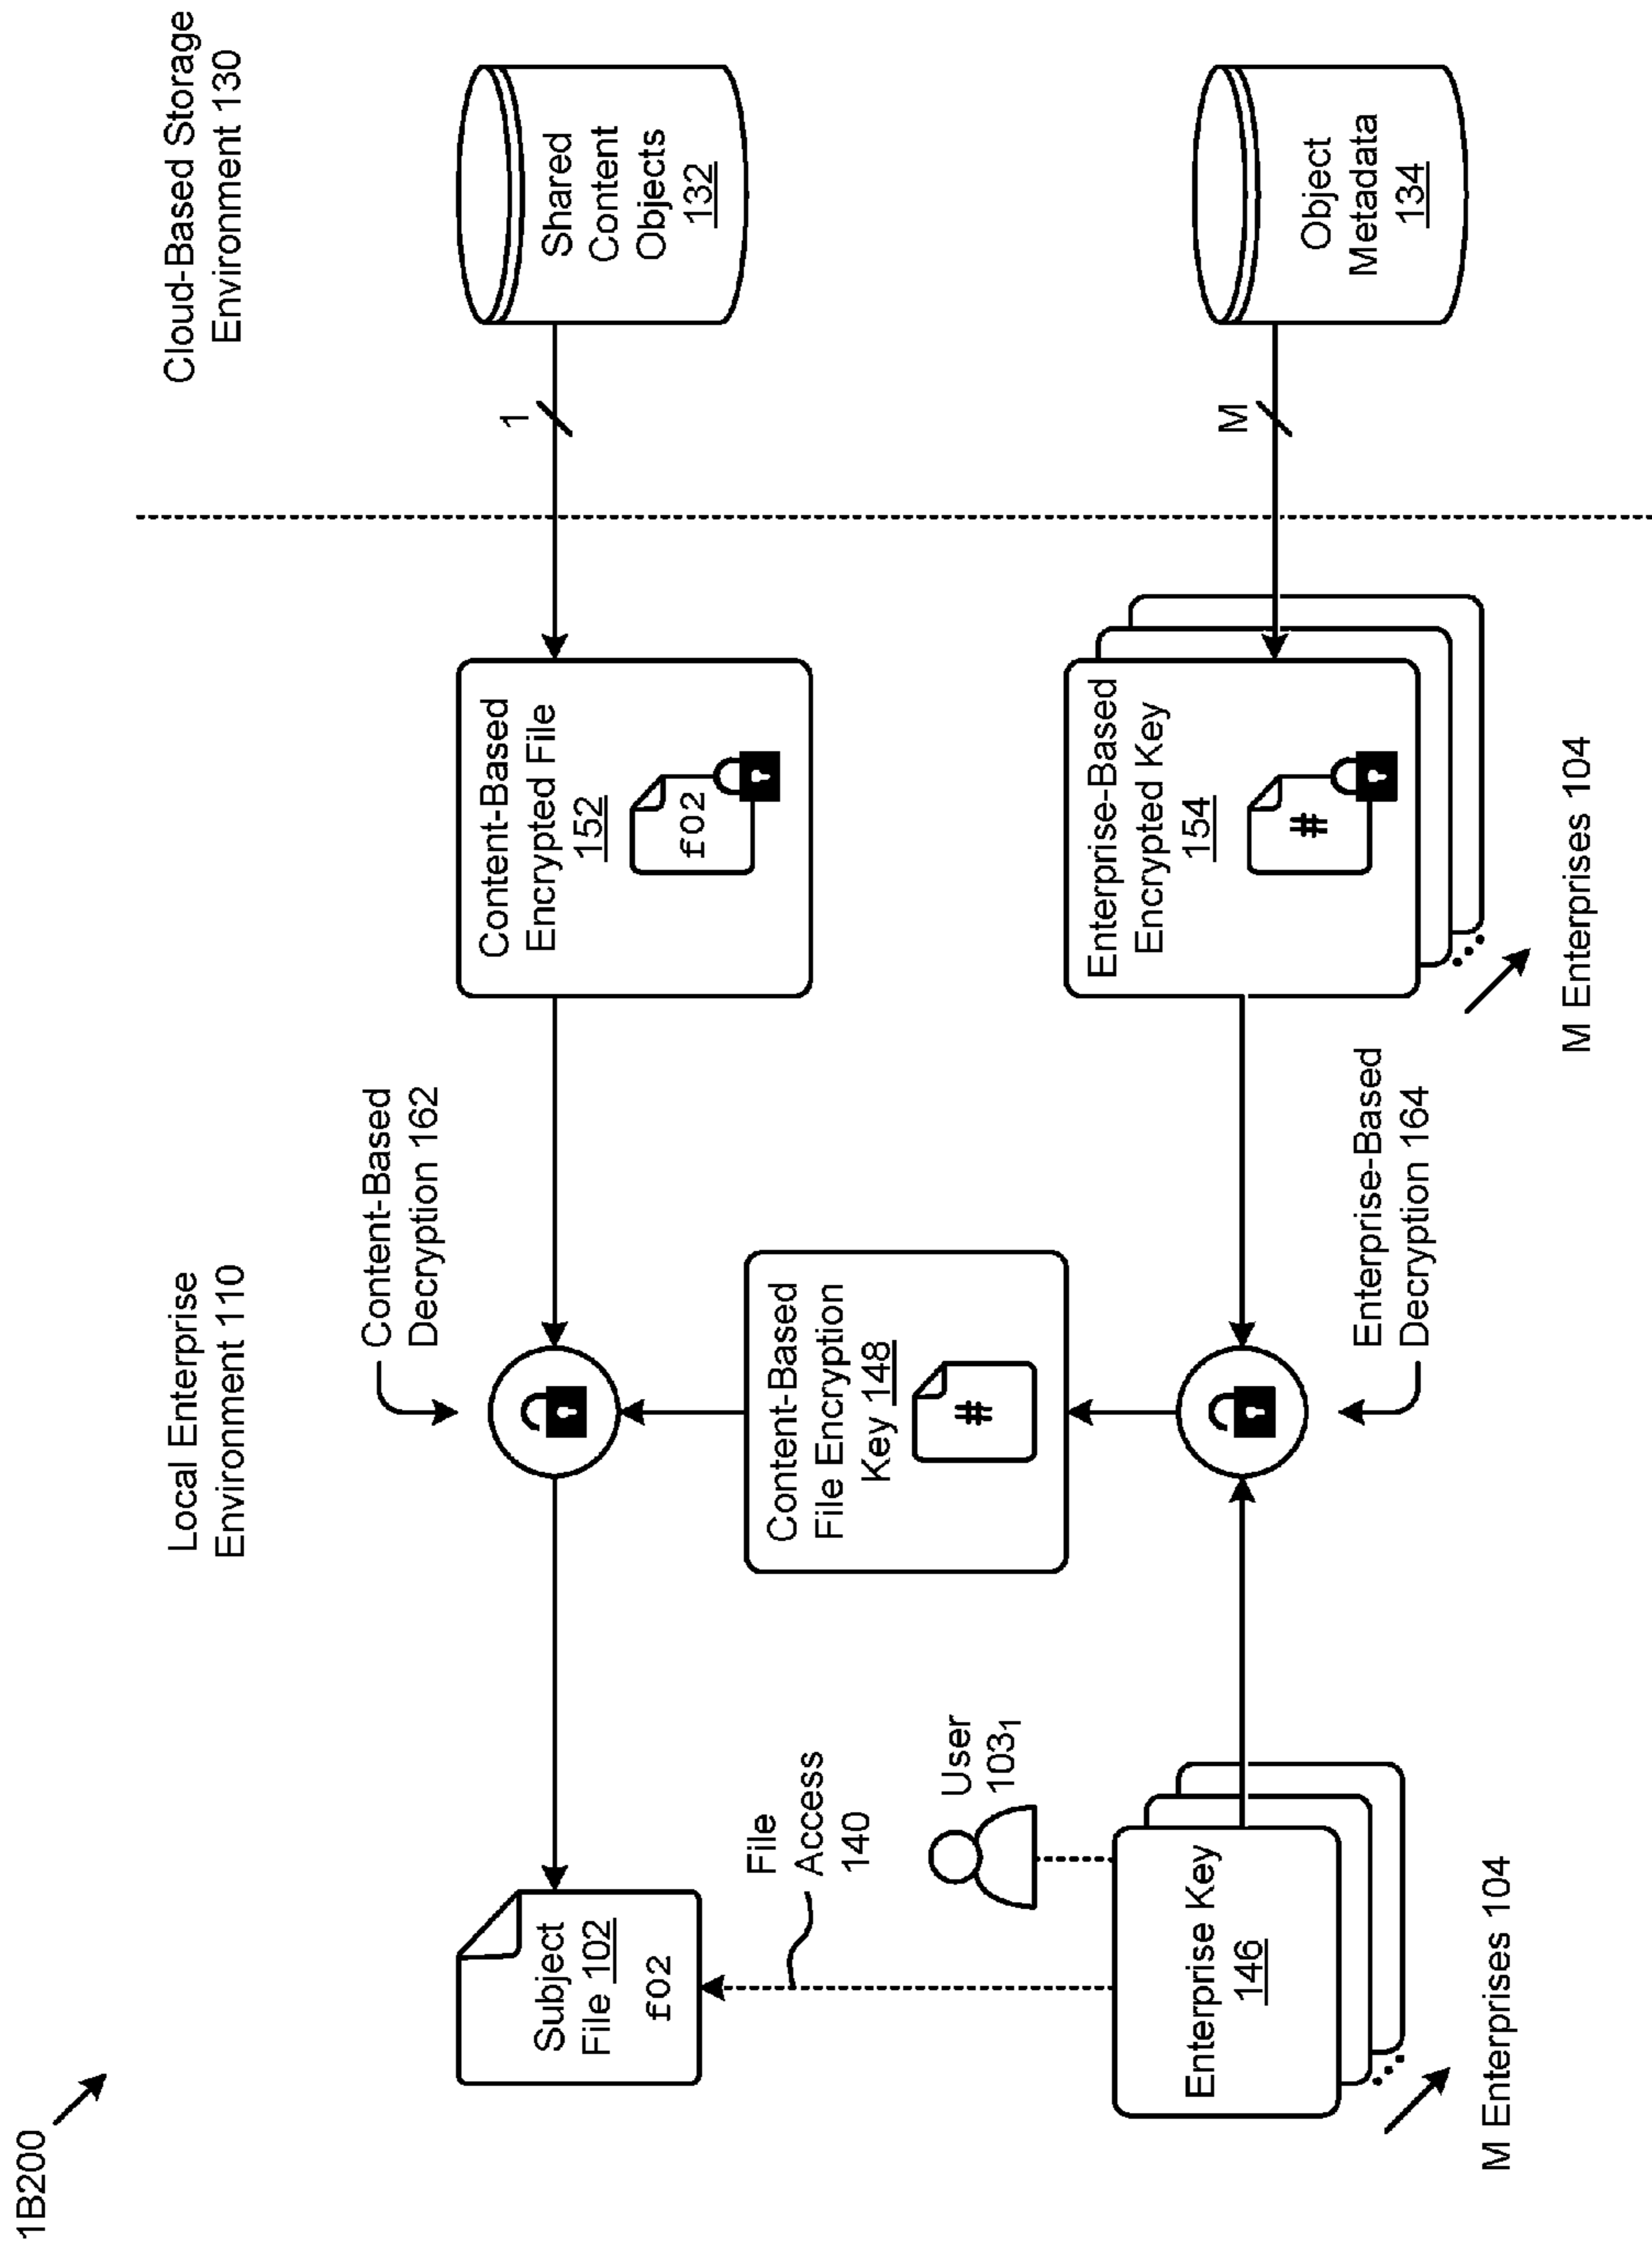 1B200
Local Enterprise
Environment 110
Cloud-Based Storage
Environment 130
Content-Based
Decryption 162
Subject
File 102
f02
Content-Based
Encrypted File
152
f02
1
Shared
Content
Objects
132
File
Access
140
Content-Based
File Encryption
Key 148
#
User
103₁
Enterprise Key
146
Enterprise-Based
Encrypted Key
154
#
M
Object
Metadata
134
Enterprise-Based
Decryption 164
M Enterprises 104
M Enterprises 104